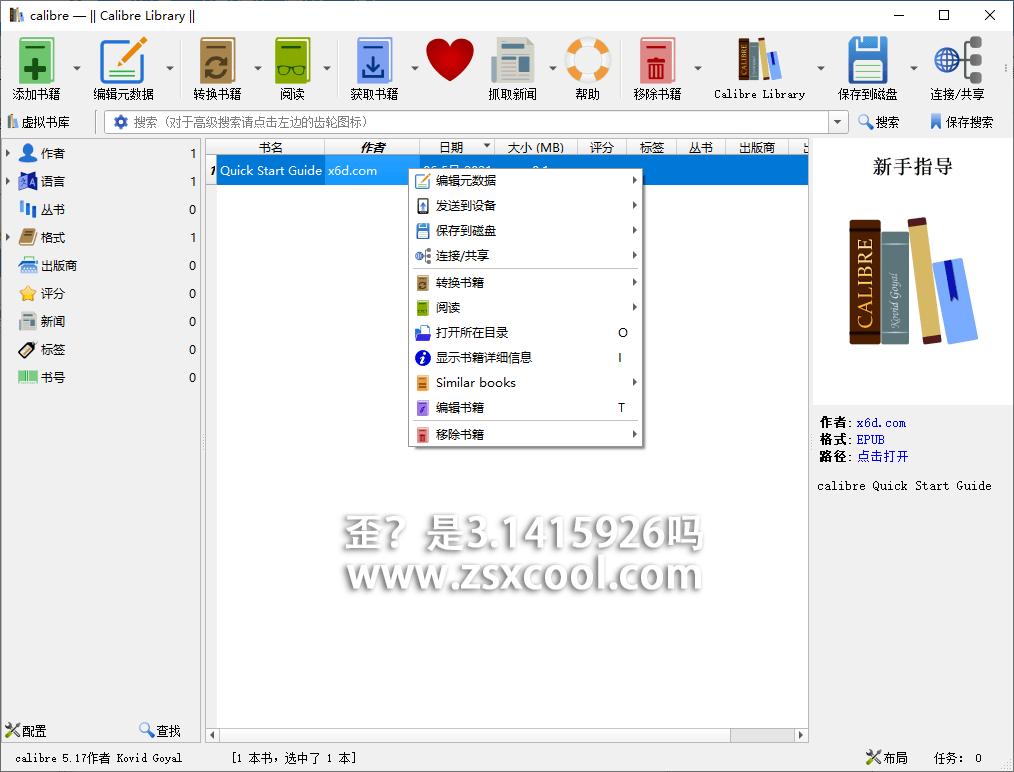 calibre — || Calibre Library ||
添加书籍
编辑元数据
转换书籍
阅读
获取书籍
抓取新闻
帮助
移除书籍
Calibre Library
保存到磁盘
连接/共享
虚拟书库
搜索（对于高级搜索请点击左边的齿轮图标）
搜索
保存搜索
作者 1
语言 1
丛书 0
格式 1
出版商 0
评分 0
新闻 0
标签 0
书号 0
书名 作者 日期 大小 (MB) 评分 标签 丛书 出版商
1 Quick Start Guide x6d.com
编辑元数据
发送到设备
保存到磁盘
连接/共享
转换书籍
阅读
打开所在目录 O
显示书籍详细信息 I
Similar books
编辑书籍 T
移除书籍
歪？是3.1415926吗
www.zsxcool.com
新手指导
CALIBRE
Kovid Goyal
作者: x6d.com
格式: EPUB
路径: 点击打开
calibre Quick Start Guide
配置
查找
calibre 5.17作者 Kovid Goyal
[1 本书，选中了 1 本]
布局
任务: 0